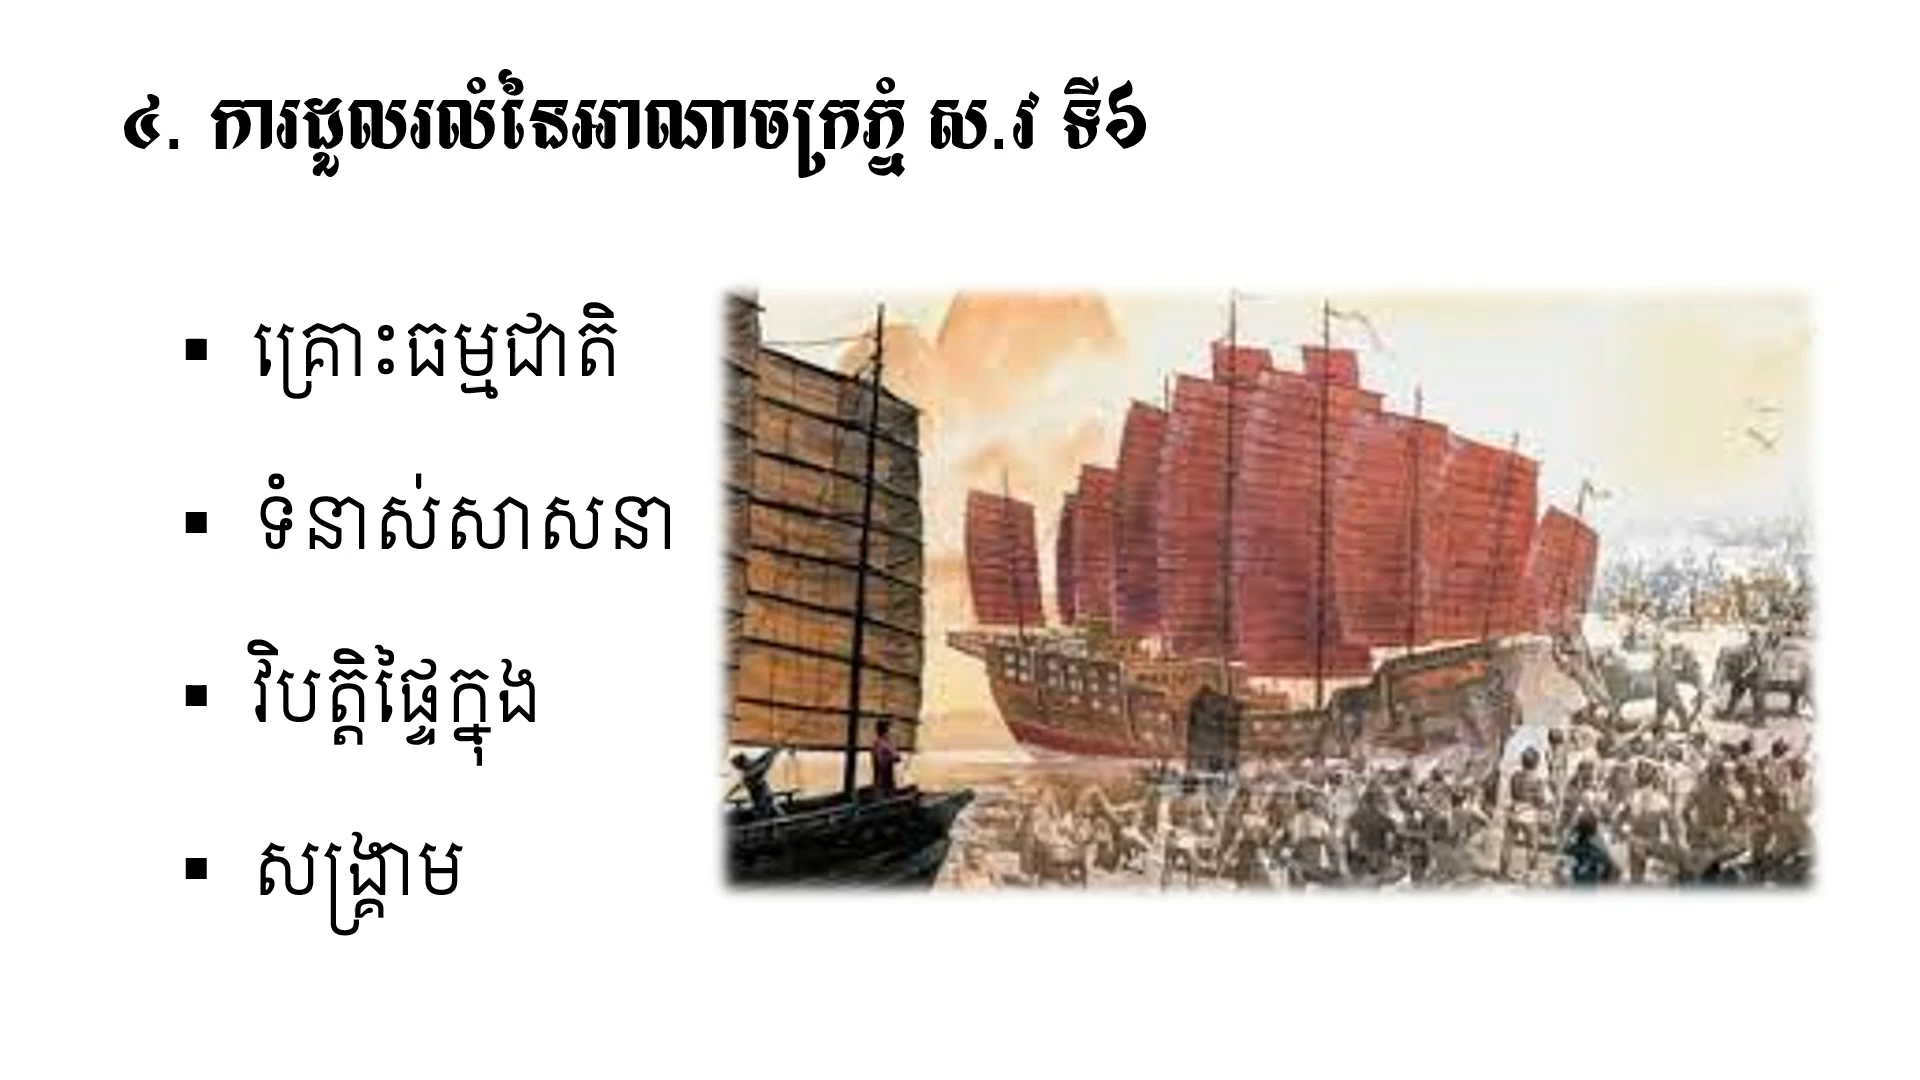 ៤. ការដួលរលំនៃអាណាចក្រភ្នំ ស.វ ទី៦
▪ គ្រោះធម្មជាតិ
▪ ទំនាស់សាសនា
▪ វិបត្តិផ្ទៃក្នុង
▪ សង្គ្រាម